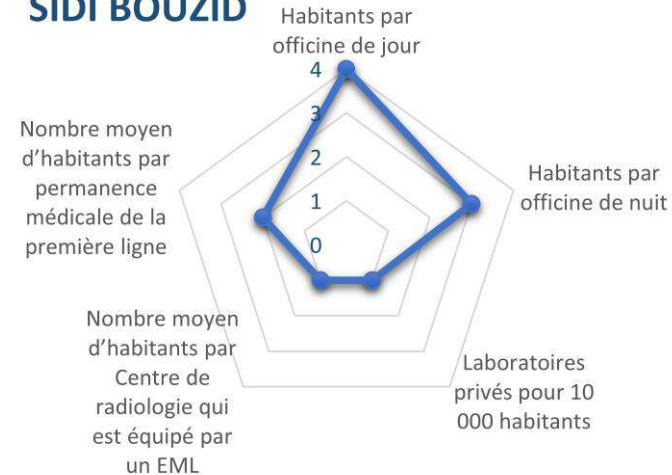 SIDI BOUZID
Habitants par
officine de jour
4
3
2
1
0
Habitants par
officine de nuit
Laboratoires
privés pour 10
000 habitants
Nombre moyen
d’habitants par
Centre de
radiologie qui
est équipé par
un EML
Nombre moyen
d’habitants par
permanence
médicale de la
première ligne